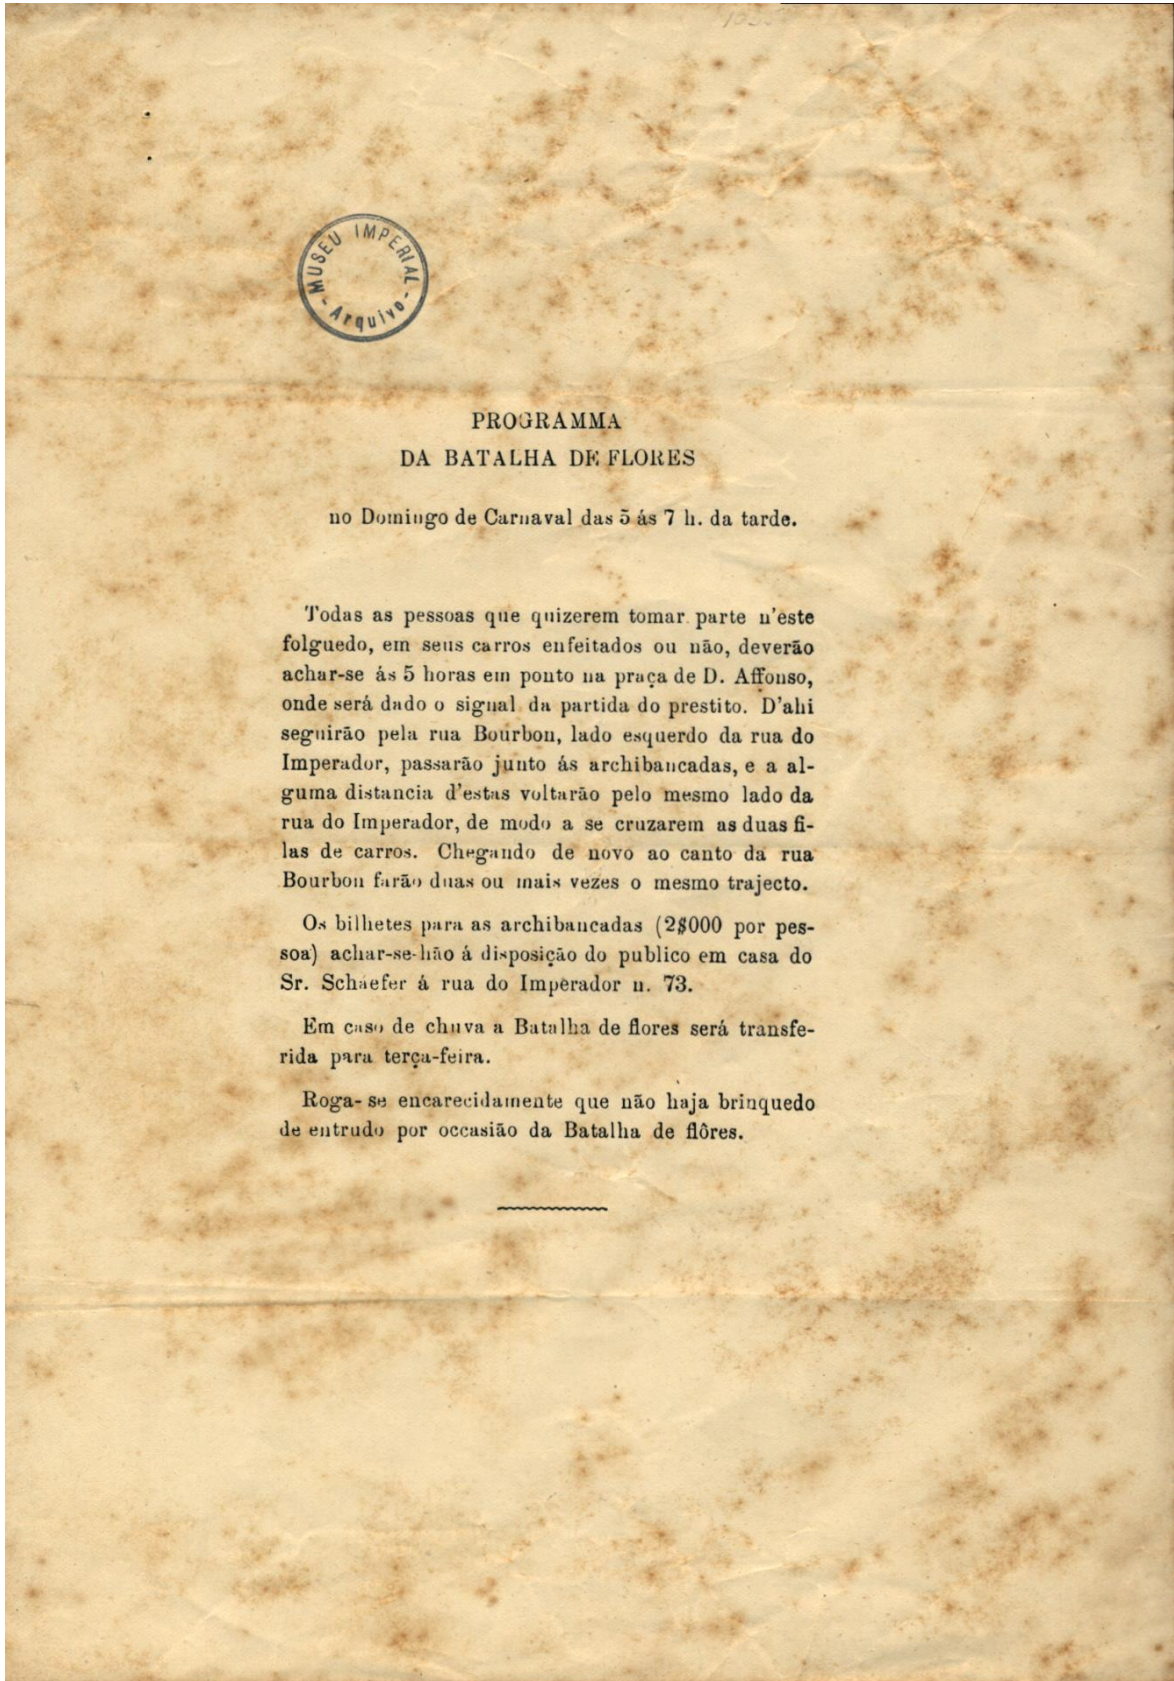 MUSEU IMPERIAL
- Arquivo -
PROGRAMMA
DA BATALHA DE FLORES
no Domingo de Carnaval das 5 ás 7 h. da tarde.
Todas as pessoas que quizerem tomar parte n'este
folguedo, em seus carros enfeitados ou não, deverão
achar-se ás 5 horas em ponto na praça de D. Affonso,
onde será dado o signal da partida do prestito. D'ahi
seguirão pela rua Bourbon, lado esquerdo da rua do
Imperador, passarão junto ás archibancadas, e a al-
guma distancia d'estas voltarão pelo mesmo lado da
rua do Imperador, de modo a se cruzarem as duas fi-
las de carros. Chegando de novo ao canto da rua
Bourbon farão duas ou mais vezes o mesmo trajecto.
Os bilhetes para as archibancadas (2$000 por pes-
soa) achar-se-hão á disposição do publico em casa do
Sr. Schaefer á rua do Imperador n. 73.
Em caso de chuva a Batalha de flores será transfe-
rida para terça-feira.
Roga-se encarecidamente que não haja brinquedo
de entrudo por occasião da Batalha de flôres.